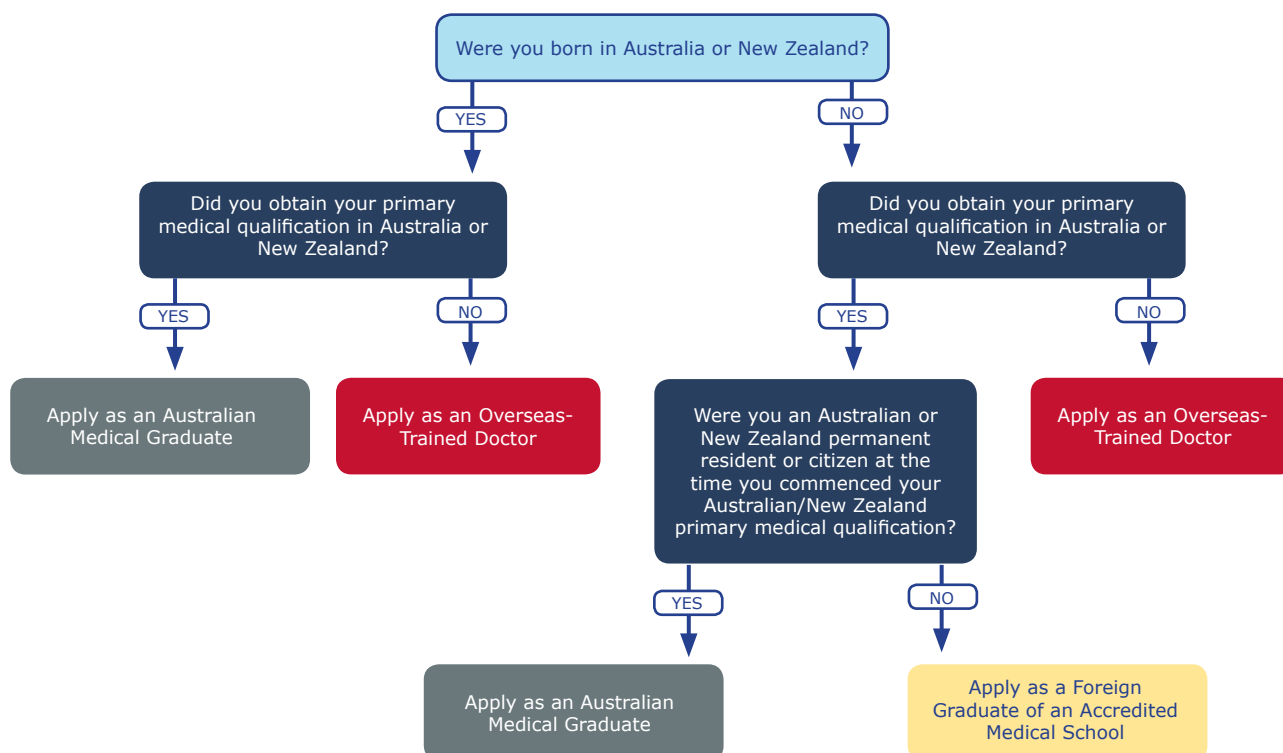 Were you born in Australia or New Zealand?
YES
NO
Did you obtain your primary
medical qualification in Australia or
New Zealand?
Did you obtain your primary
medical qualification in Australia or
New Zealand?
YES
NO
YES
NO
Apply as an Australian
Medical Graduate
Apply as an Overseas-
Trained Doctor
Were you an Australian or
New Zealand permanent
resident or citizen at the
time you commenced your
Australian/New Zealand
primary medical qualification?
Apply as an Overseas-
Trained Doctor
YES
NO
Apply as an Australian
Medical Graduate
Apply as a Foreign
Graduate of an Accredited
Medical School